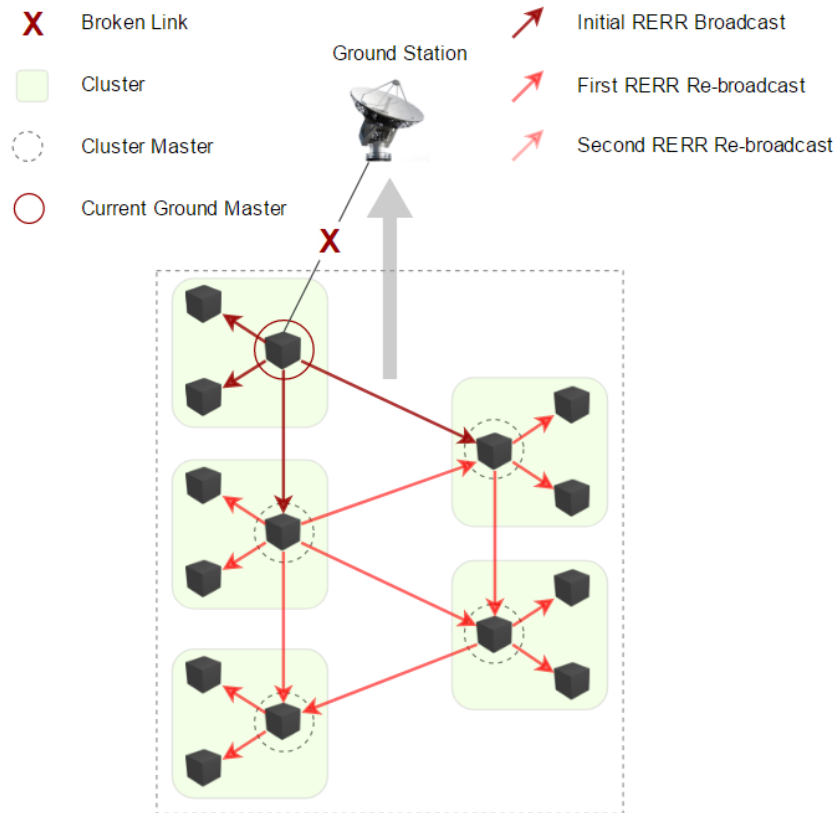 X Broken Link
Cluster
Cluster Master
Current Ground Master
Ground Station
Initial RERR Broadcast
First RERR Re-broadcast
Second RERR Re-broadcast
X